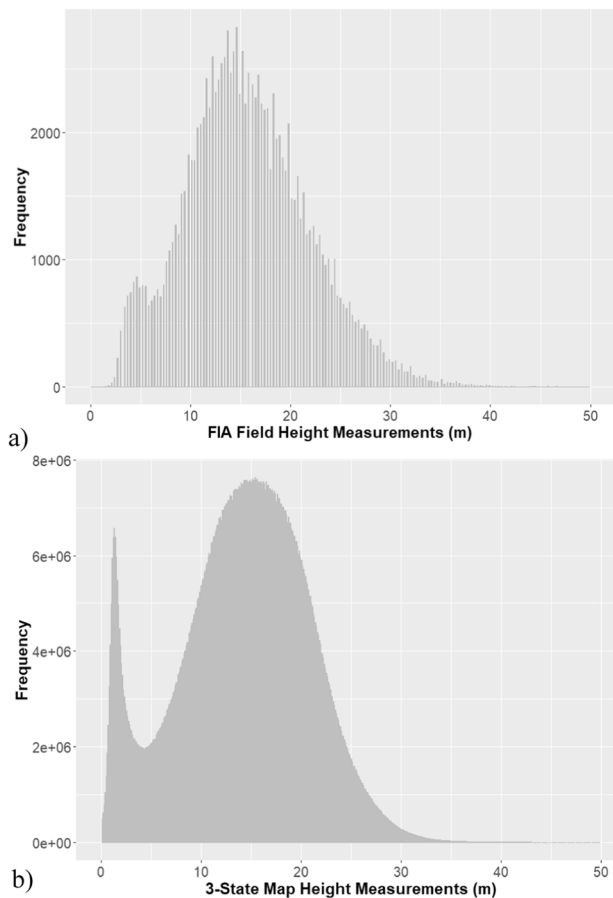 2000
1000
0
Frequency
0 10 20 30 40 50
FIA Field Height Measurements (m)
a)
8e+06
6e+06
4e+06
2e+06
0e+00
Frequency
0 10 20 30 40 50
3-State Map Height Measurements (m)
b)